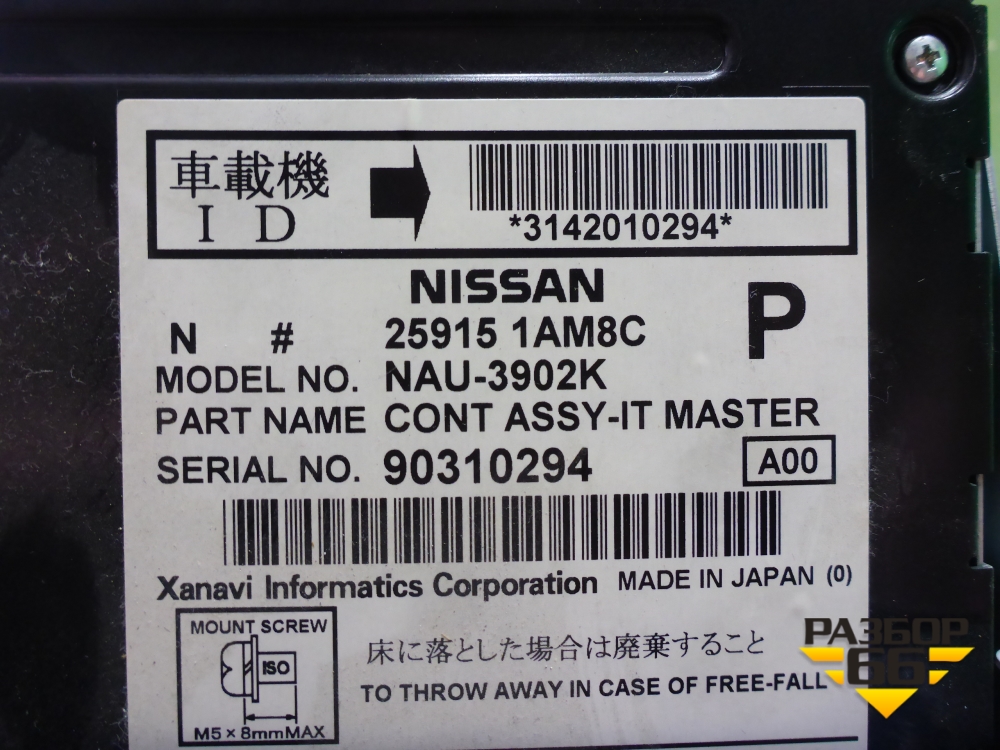 車載機
I D
*3142010294*
NISSAN
P
N # 25915 1AM8C
MODEL NO. NAU-3902K
PART NAME CONT ASSY-IT MASTER
SERIAL NO. 90310294
A00
Xanavi Informatics Corporation MADE IN JAPAN (0)
MOUNT SCREW
ISO
M5×8mmMAX
床に落とした場合は廃棄すること
TO THROW AWAY IN CASE OF FREE-FALL
РАЗБОР
66